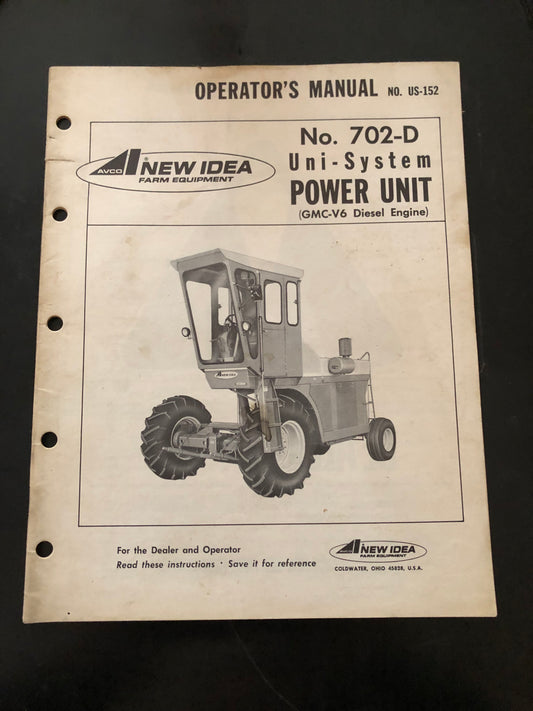 OPERATOR'S MANUAL NO. US-152
No. 702-D
Uni-System
POWER UNIT
(GMC-V6 Diesel Engine)
AVCO NEW IDEA
FARM EQUIPMENT
NEW IDEA
For the Dealer and Operator
Read these instructions · Save it for reference
NEW IDEA
FARM EQUIPMENT
COLDWATER, OHIO 45828, U.S.A.